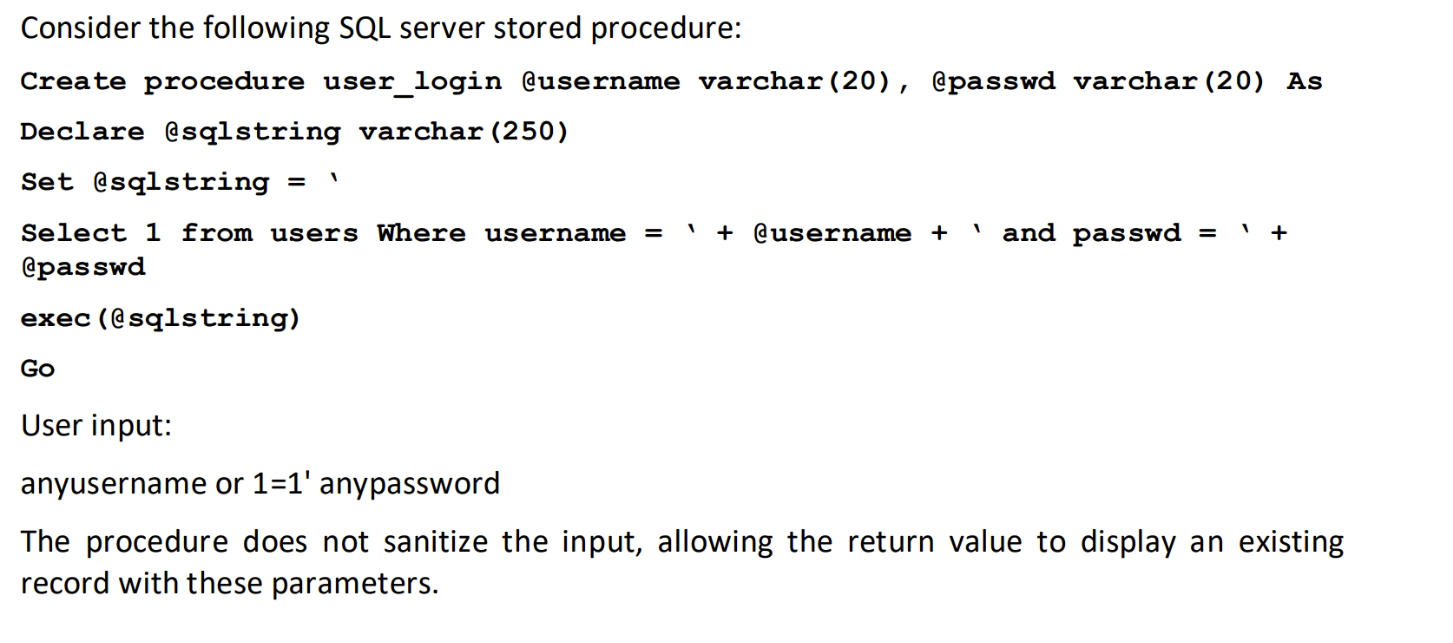 Consider the following SQL server stored procedure:
Create procedure user_login @username varchar(20), @passwd varchar(20) As
Declare @sqlstring varchar(250)
Set @sqlstring = ‘
Select 1 from users Where username = ‘ + @username + ‘ and passwd = ‘ +
@passwd
exec(@sqlstring)
Go
User input:
anyusername or 1=1' anypassword
The procedure does not sanitize the input, allowing the return value to display an existing
record with these parameters.